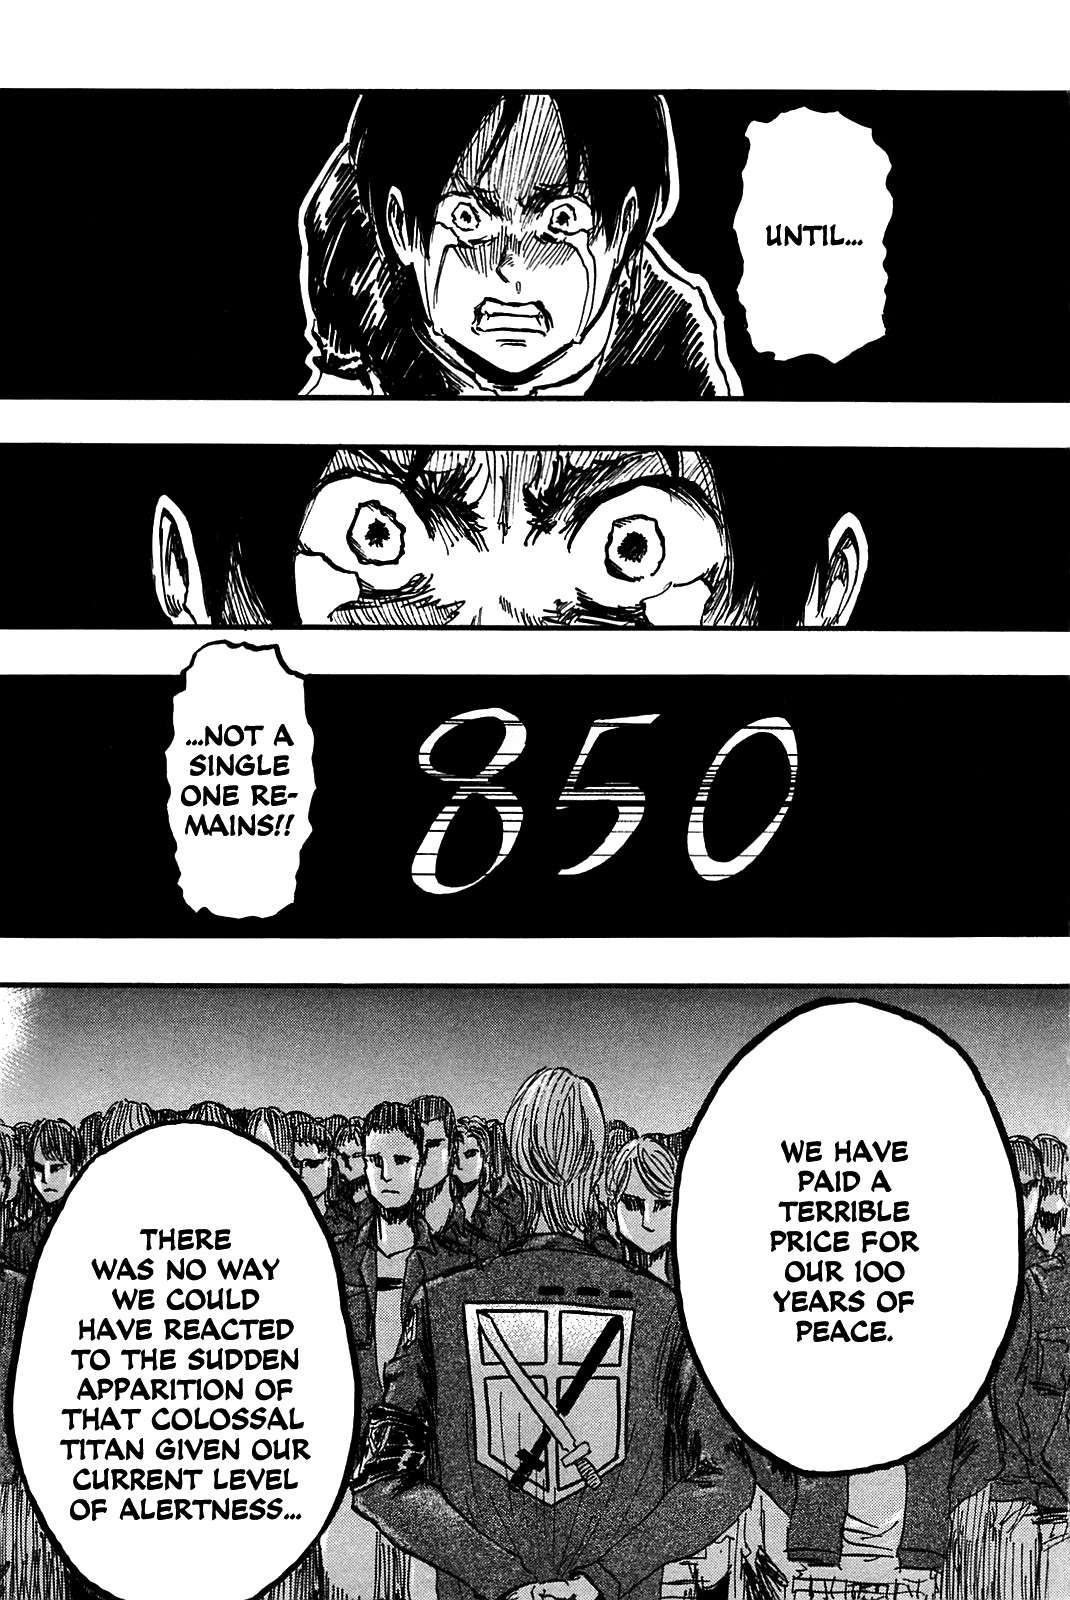 UNTIL...
...NOT A
SINGLE
ONE RE-
MAINS!!
850
WE HAVE
PAID A
TERRIBLE
PRICE FOR
OUR 100
YEARS OF
PEACE.
THERE
WAS NO WAY
WE COULD
HAVE REACTED
TO THE SUDDEN
APPARITION OF
THAT COLOSSAL
TITAN GIVEN OUR
CURRENT LEVEL
OF ALERTNESS...